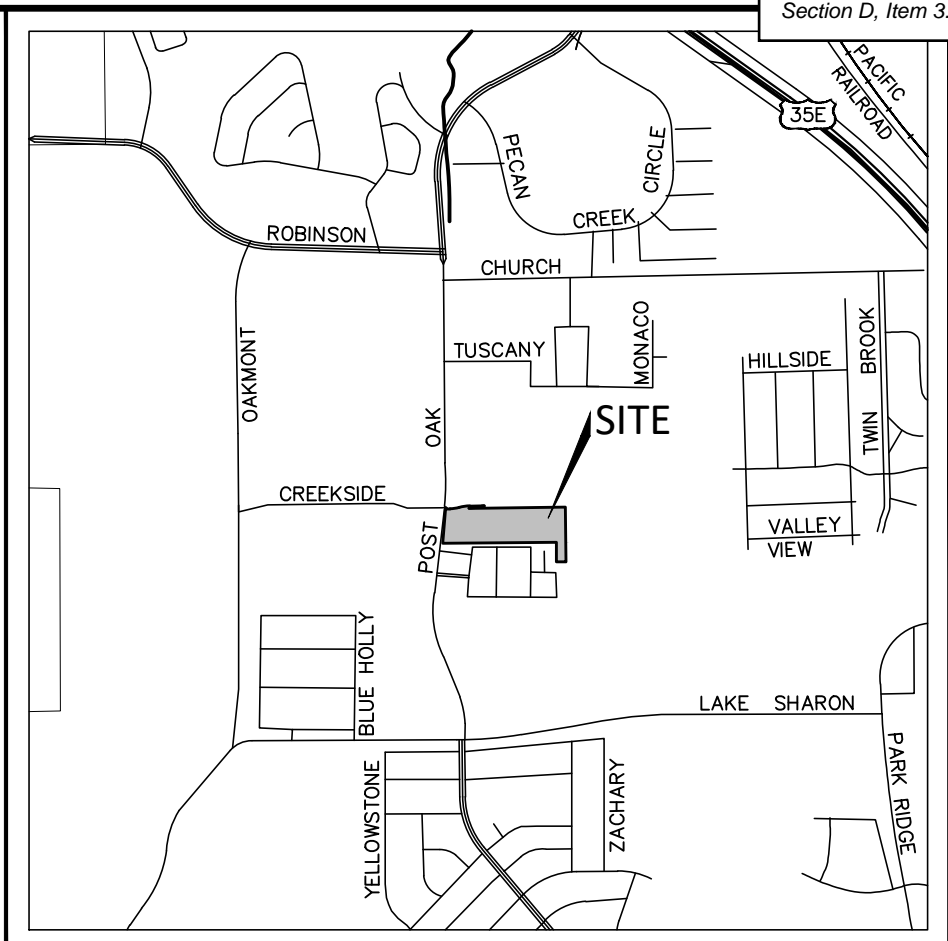 Section D, Item 3.
PACIFIC
RAILROAD
35E
PECAN
CIRCLE
CREEK
ROBINSON
CHURCH
OAKMONT
TUSCANY
MONACO
HILLSIDE
TWIN BROOK
OAK
SITE
CREEKSIDE
POST
VALLEY
VIEW
BLUE HOLLY
LAKE SHARON
YELLOWSTONE
ZACHARY
PARK RIDGE